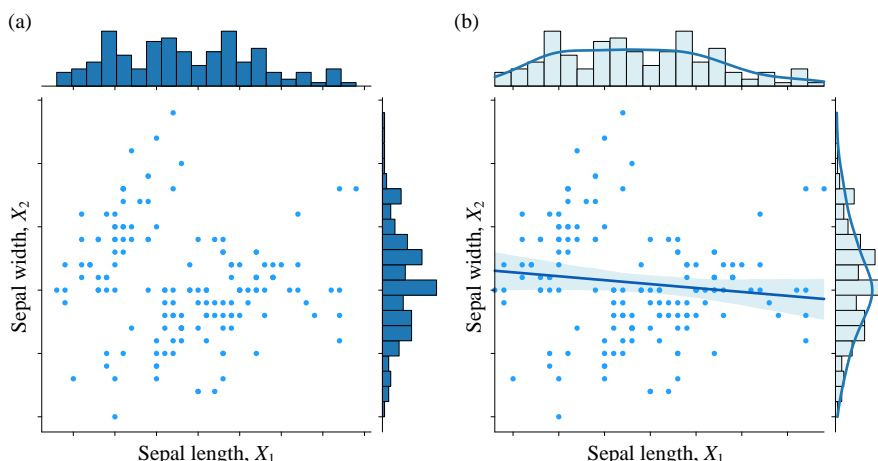 (a)
(b)
Sepal width, X₂
Sepal width, X₂
Sepal length, X₁
Sepal length, X₁